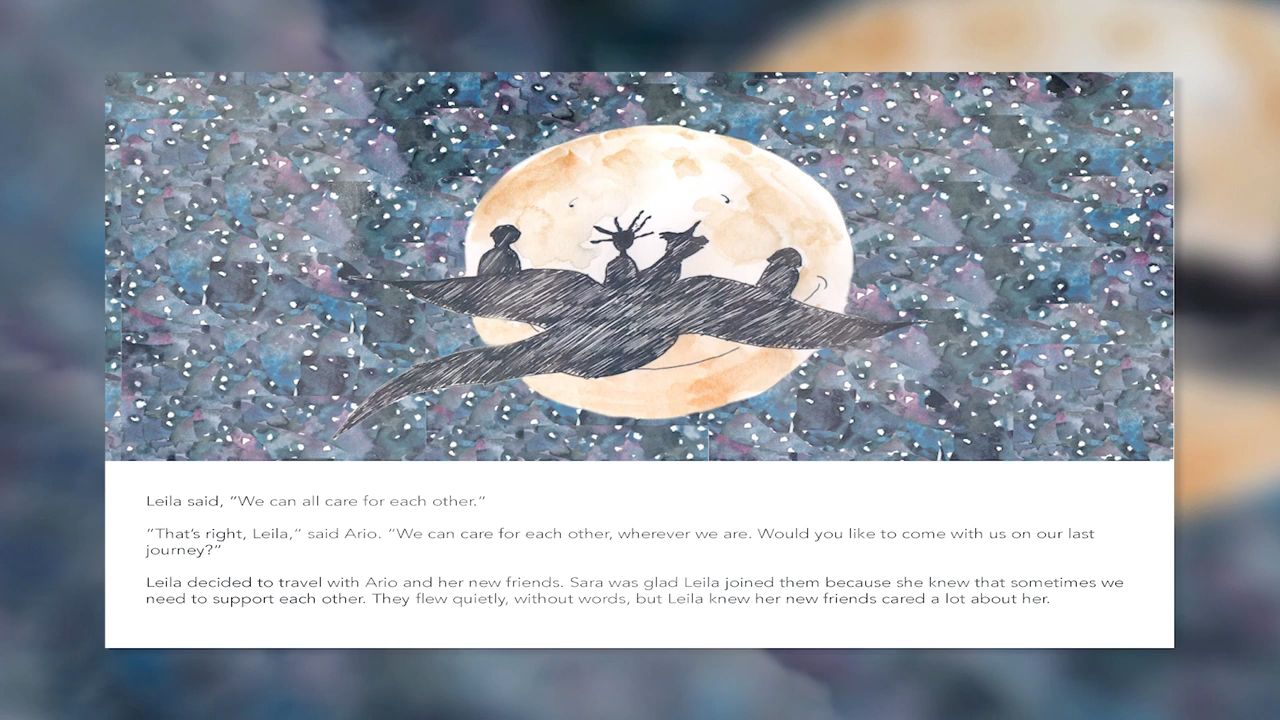 Leila said, “We can all care for each other.”
“That’s right, Leila,” said Ario. “We can care for each other, wherever we are. Would you like to come with us on our last
journey?”
Leila decided to travel with Ario and her new friends. Sara was glad Leila joined them because she knew that sometimes we
need to support each other. They flew quietly, without words, but Leila knew her new friends cared a lot about her.